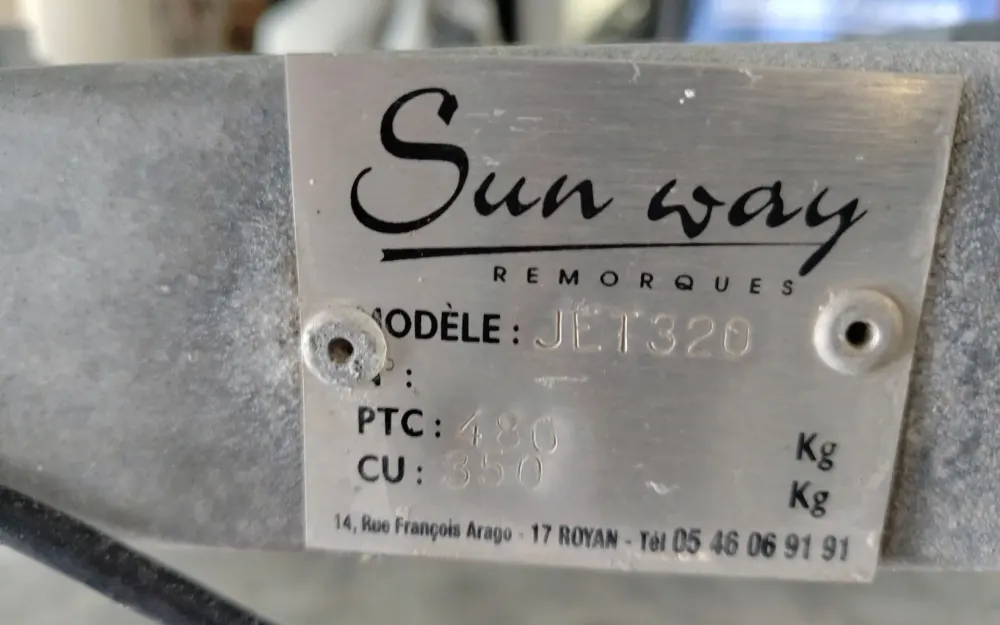 Sun way
REMORQUES
MODÈLE : JET320
N° :
PTC : 480 Kg
CU : 350 Kg
14, Rue François Arago - 17 ROYAN - Tél 05 46 06 91 91